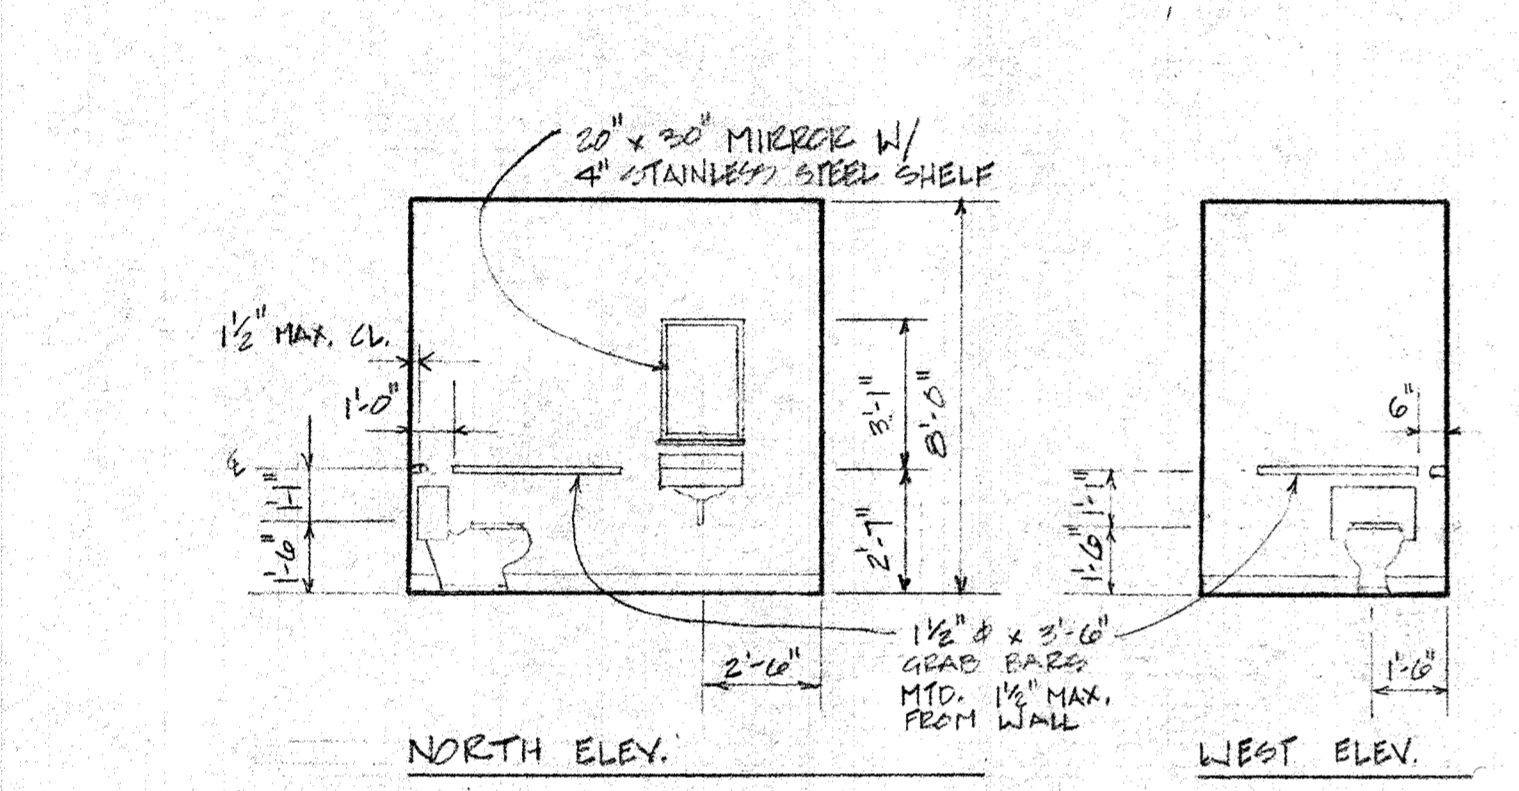 20" x 30" MIRROR W/
4" STAINLESS STEEL SHELF
1½" MAX. CL.
1'-0"
℄
1'-1"
1'-6"
3'-1"
8'-0"
2'-7"
2'-6"
6"
1'-1"
1'-6"
1'-6"
1½" φ x 3'-6"
GRAB BARS
MTD. 1½" MAX.
FROM WALL
NORTH ELEV.
WEST ELEV.